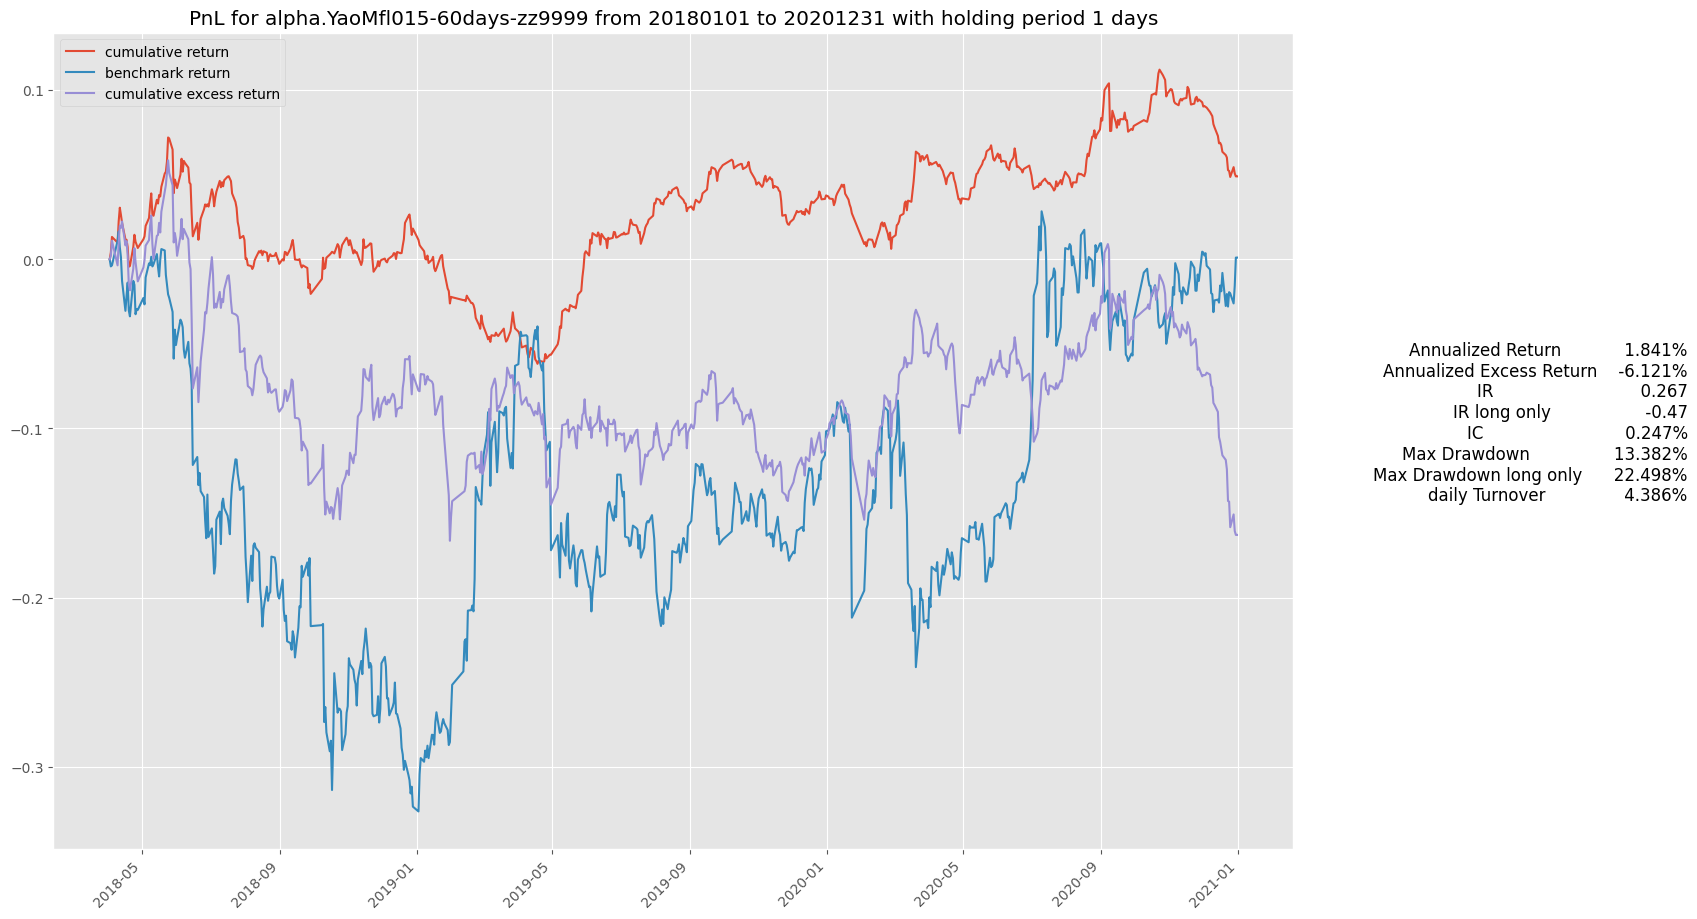 PnL for alpha.YaoMfl015-60days-zz9999 from 20180101 to 20201231 with holding period 1 days
cumulative return
benchmark return
cumulative excess return
0.1
0.0
−0.1
−0.2
−0.3
2018-05
2018-09
2019-01
2019-05
2019-09
2020-01
2020-05
2020-09
2021-01
Annualized Return 1.841%
Annualized Excess Return -6.121%
IR 0.267
IR long only -0.47
IC 0.247%
Max Drawdown 13.382%
Max Drawdown long only 22.498%
daily Turnover 4.386%